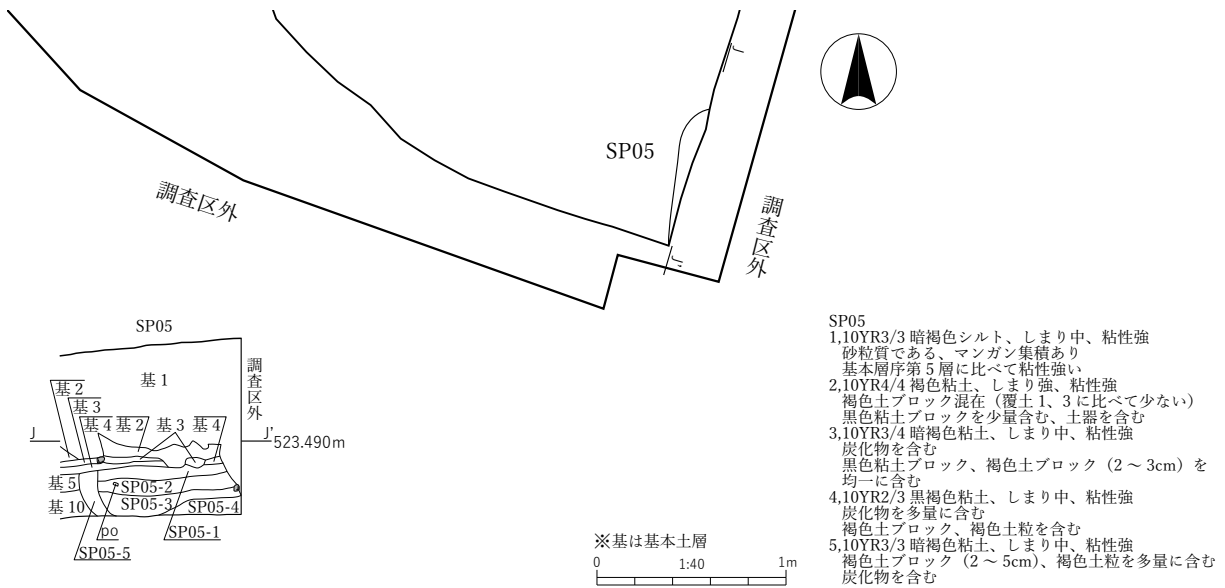 J
SP05
調査区外
調査区外
J'
SP05
基1
調査区外
基2
基3
基4
基2
基3
基4
J
J'
523.490m
基5
SP05-2
基10
SP05-3
SP05-4
po
SP05-1
SP05-5
※基は基本土層
0
1:40
1m
SP05
1,10YR3/3 暗褐色シルト、しまり中、粘性強
砂粒質である、マンガン集積あり
基本層序第5層に比べて粘性強い
2,10YR4/4 褐色粘土、しまり強、粘性強
褐色土ブロック混在（覆土1、3に比べて少ない）
黒色粘土ブロックを少量含む、土器を含む
3,10YR3/4 暗褐色粘土、しまり中、粘性強
炭化物を含む
黒色粘土ブロック、褐色土ブロック（2～3cm）を
均一に含む
4,10YR2/3 黒褐色粘土、しまり中、粘性強
炭化物を多量に含む
褐色土ブロック、褐色土粒を含む
5,10YR3/3 暗褐色粘土、しまり中、粘性強
褐色土ブロック（2～5cm）、褐色土粒を多量に含む
炭化物を含む